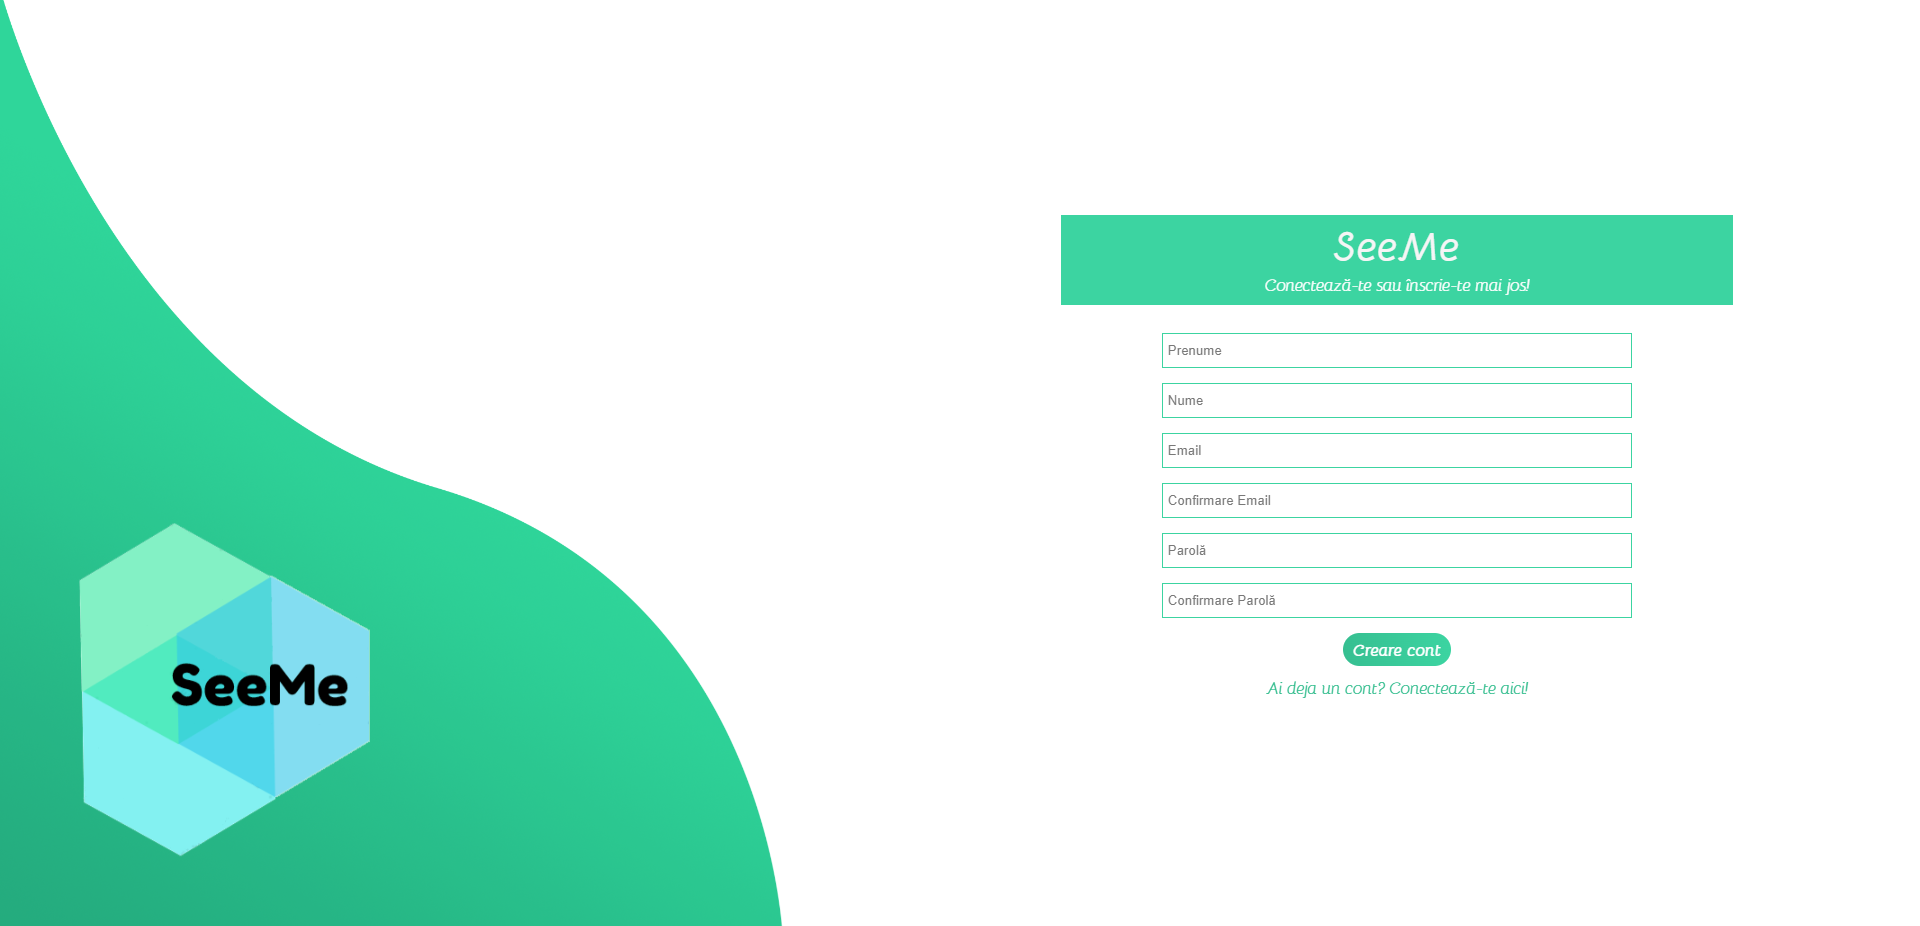 SeeMe
Conectează-te sau înscrie-te mai jos!
Prenume
Nume
Email
Confirmare Email
Parolă
Confirmare Parolă
Creare cont
Ai deja un cont? Conectează-te aici!
SeeMe